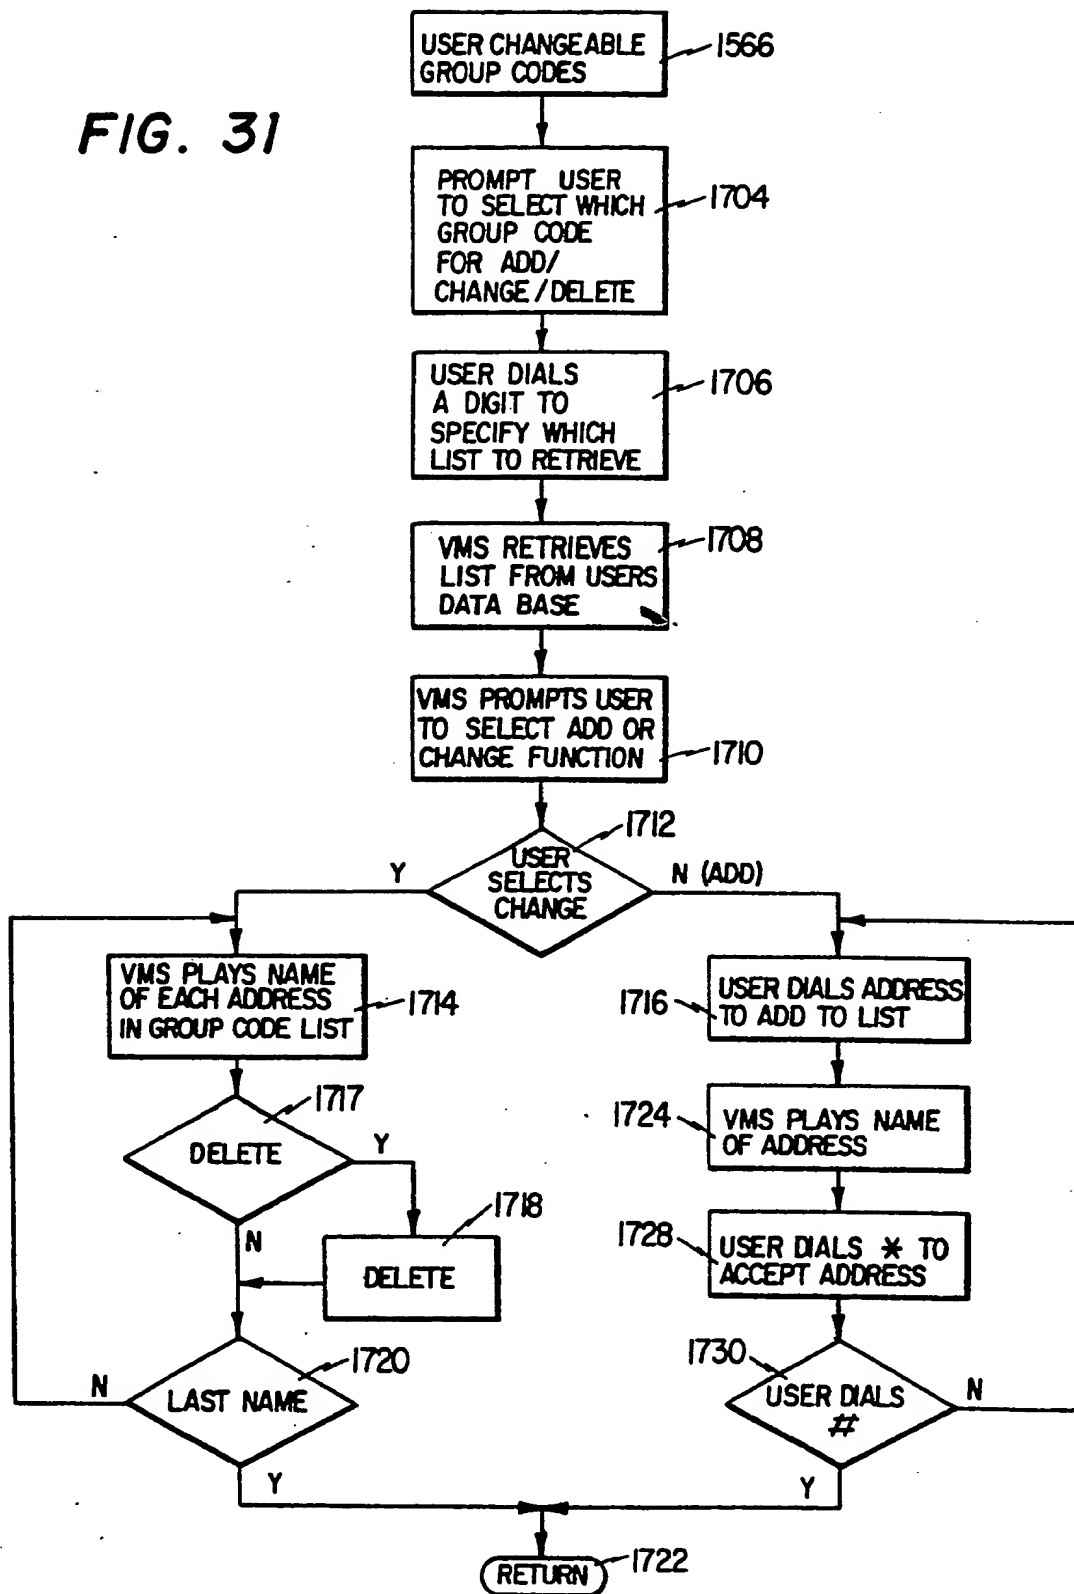 USER CHANGEABLE
GROUP CODES
1566
FIG. 31
PROMPT USER
TO SELECT WHICH
GROUP CODE
FOR ADD/
CHANGE/DELETE
1704
USER DIALS
A DIGIT TO
SPECIFY WHICH
LIST TO RETRIEVE
1706
VMS RETRIEVES
LIST FROM USERS
DATA BASE
1708
VMS PROMPTS USER
TO SELECT ADD OR
CHANGE FUNCTION
1710
1712
USER
SELECTS
CHANGE
Y
N (ADD)
VMS PLAYS NAME
OF EACH ADDRESS
IN GROUP CODE LIST
1714
1716
USER DIALS ADDRESS
TO ADD TO LIST
1717
DELETE
Y
N
1718
DELETE
1724
VMS PLAYS NAME
OF ADDRESS
1728
USER DIALS * TO
ACCEPT ADDRESS
1720
LAST NAME
N
Y
1730
USER DIALS
#
N
Y
RETURN
1722